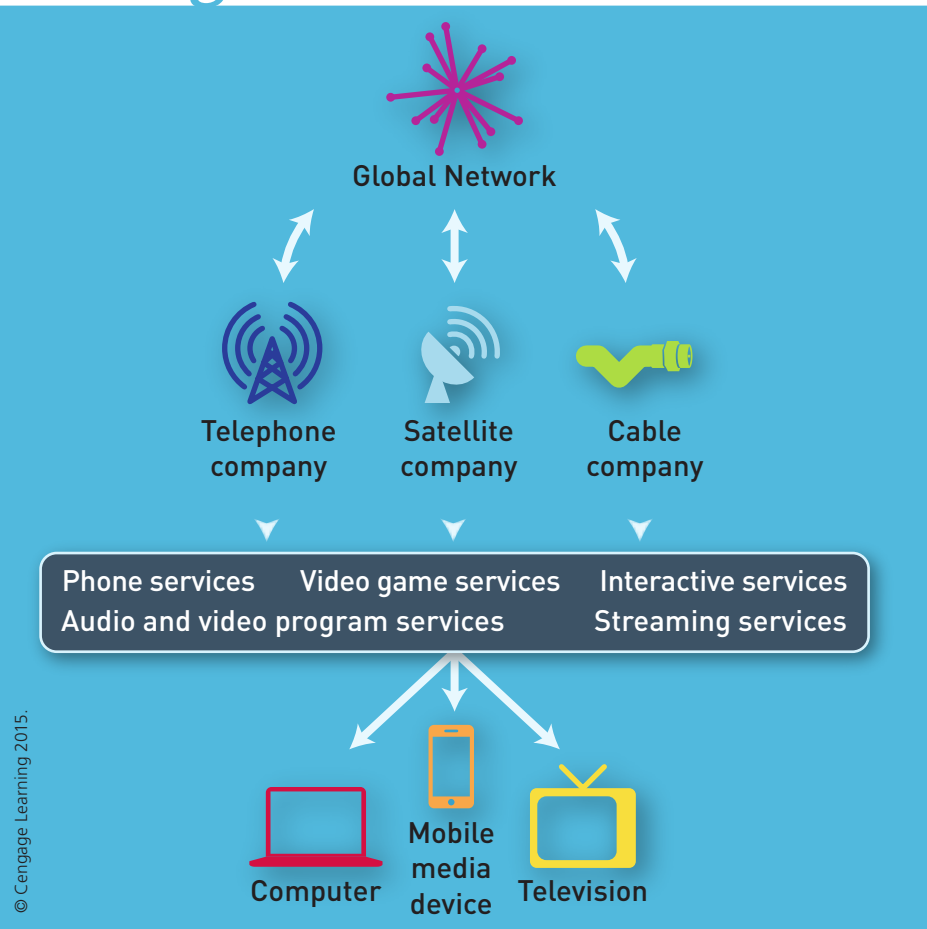 Global Network
Telephone
company
Satellite
company
Cable
company
Phone services Video game services Interactive services
Audio and video program services Streaming services
Computer
Mobile
media
device
Television
© Cengage Learning 2015.